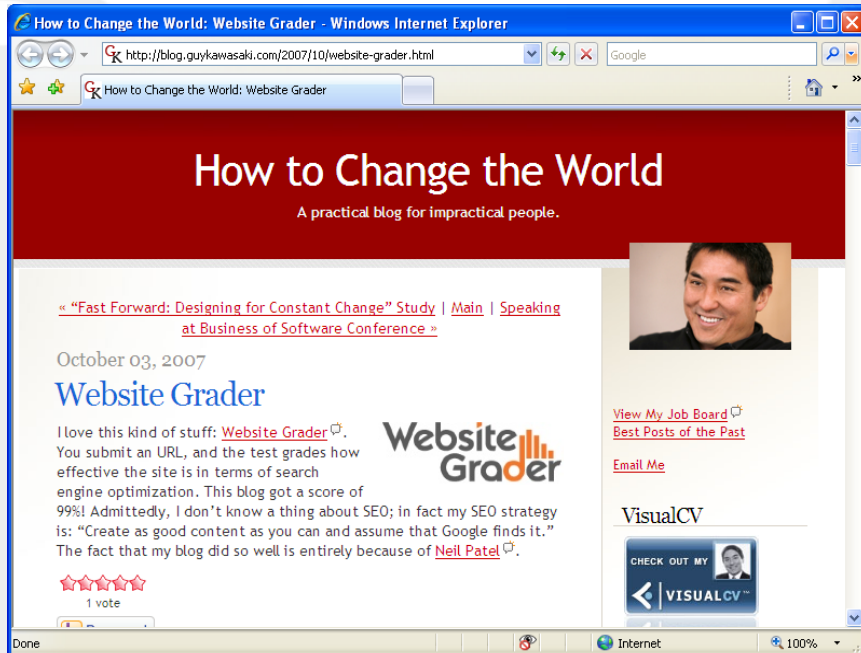 How to Change the World: Website Grader - Windows Internet Explorer
GK http://blog.guykawasaki.com/2007/10/website-grader.html
Google
GK How to Change the World: Website Grader
»
How to Change the World
A practical blog for impractical people.
« “Fast Forward: Designing for Constant Change” Study | Main | Speaking
at Business of Software Conference »
October 03, 2007
Website Grader
I love this kind of stuff: Website Grader.
You submit an URL, and the test grades how
effective the site is in terms of search
engine optimization. This blog got a score of
99%! Admittedly, I don’t know a thing about SEO; in fact my SEO strategy
is: “Create as good content as you can and assume that Google finds it.”
The fact that my blog did so well is entirely because of Neil Patel.
Website
Grader
1 vote
View My Job Board
Best Posts of the Past
Email Me
VisualCV
CHECK OUT MY
VISUALCV™
Done
Internet
100%